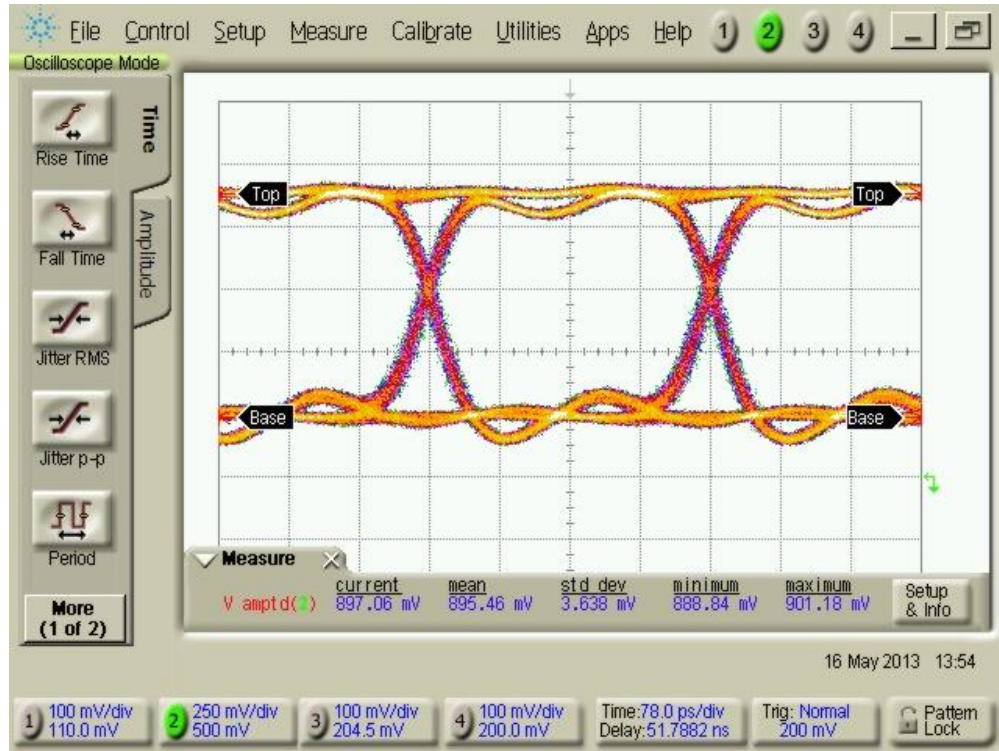 File Control Setup Measure Calibrate Utilities Apps Help 1 2 3 4
Oscilloscope Mode
Time
Amplitude
Rise Time
Fall Time
Jitter RMS
Jitter p-p
Period
More
(1 of 2)
Top Top
Base Base
Measure
current mean std dev minimum maximum
V amptd(2) 897.06 mV 895.46 mV 3.638 mV 888.84 mV 901.18 mV
Setup
& Info
16 May 2013 13:54
1 100 mV/div
110.0 mV
2 250 mV/div
500 mV
3 100 mV/div
204.5 mV
4 100 mV/div
200.0 mV
Time:78.0 ps/div
Delay:51.7882 ns
Trig: Normal
200 mV
Pattern
Lock